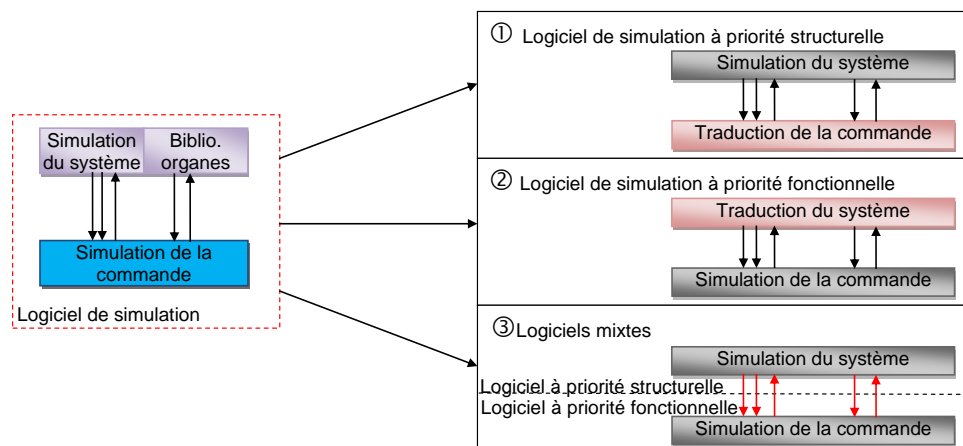 Simulation
du système
Biblio.
organes
Simulation de la
commande
Logiciel de simulation
① Logiciel de simulation à priorité structurelle
Simulation du système
Traduction de la commande
② Logiciel de simulation à priorité fonctionnelle
Traduction du système
Simulation de la commande
③Logiciels mixtes
Simulation du système
Logiciel à priorité structurelle
Logiciel à priorité fonctionnelle
Simulation de la commande